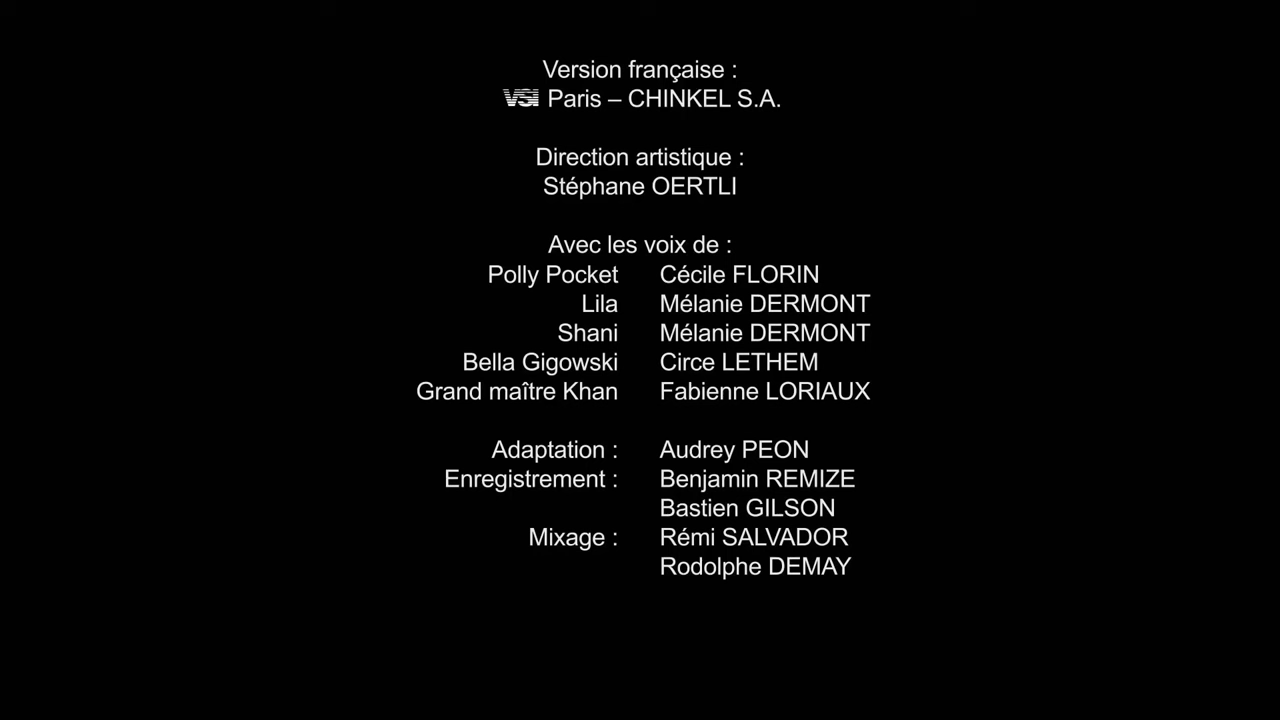 Version française :
VSI Paris – CHINKEL S.A.
Direction artistique :
Stéphane OERTLI
Avec les voix de :
Polly Pocket Cécile FLORIN
Lila Mélanie DERMONT
Shani Mélanie DERMONT
Bella Gigowski Circe LETHEM
Grand maître Khan Fabienne LORIAUX
Adaptation : Audrey PEON
Enregistrement : Benjamin REMIZE
Bastien GILSON
Mixage : Rémi SALVADOR
Rodolphe DEMAY